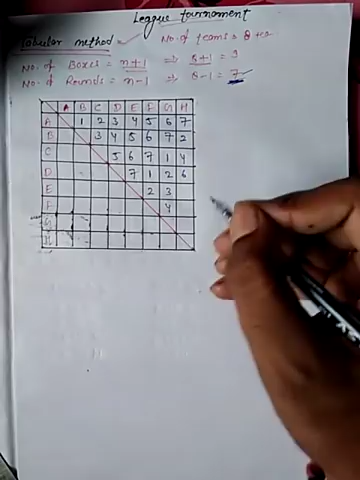 League tournament
Tabular method No. of teams = 8
No. of Boxes = n+1 ⇒ 8+1 = 9
No. of Rounds = n-1 ⇒ 8-1 = 7
A B C D E F G H
A 1 2 3 4 5 6 7
B 3 4 5 6 7 2
C 5 6 7 1 4
D 7 1 2 6
E 2 3
F 4
G
H